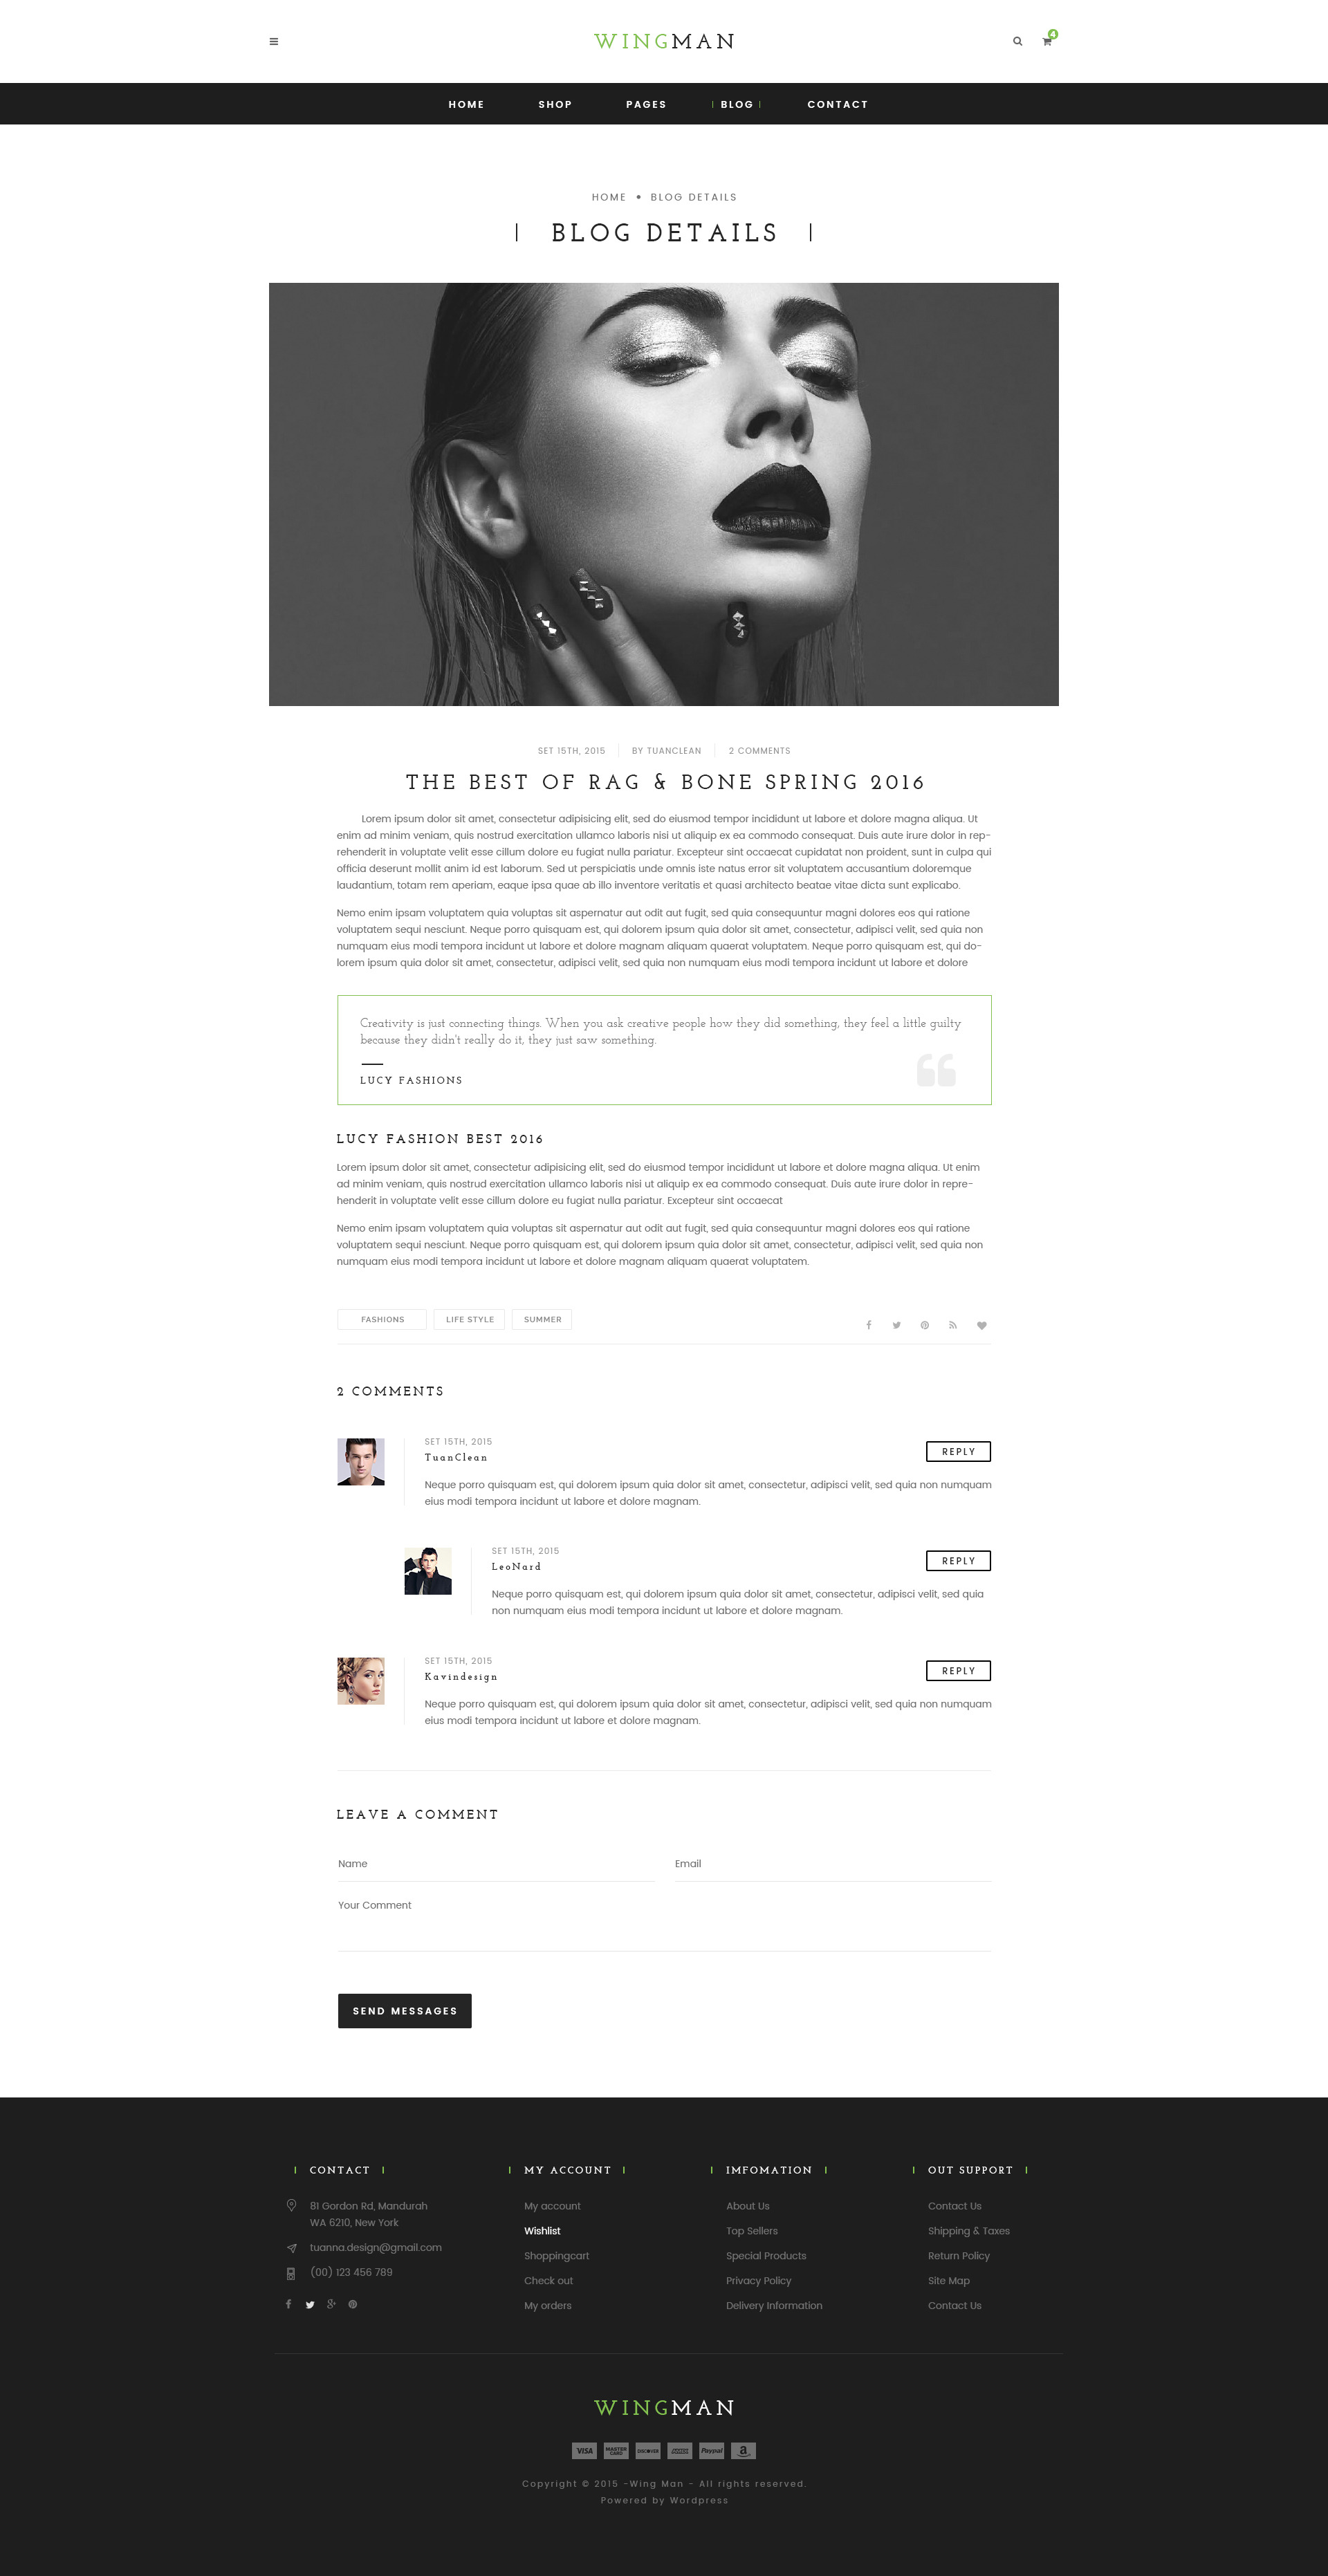 WINGMAN
4
HOME SHOP PAGES BLOG CONTACT
HOME • BLOG DETAILS
BLOG DETAILS
SET 15TH, 2015 BY TUANCLEAN 2 COMMENTS
THE BEST OF RAG & BONE SPRING 2016
Lorem ipsum dolor sit amet, consectetur adipisicing elit, sed do eiusmod tempor incididunt ut labore et dolore magna aliqua. Ut
enim ad minim veniam, quis nostrud exercitation ullamco laboris nisi ut aliquip ex ea commodo consequat. Duis aute irure dolor in rep-
rehenderit in voluptate velit esse cillum dolore eu fugiat nulla pariatur. Excepteur sint occaecat cupidatat non proident, sunt in culpa qui
officia deserunt mollit anim id est laborum. Sed ut perspiciatis unde omnis iste natus error sit voluptatem accusantium doloremque
laudantium, totam rem aperiam, eaque ipsa quae ab illo inventore veritatis et quasi architecto beatae vitae dicta sunt explicabo.
Nemo enim ipsam voluptatem quia voluptas sit aspernatur aut odit aut fugit, sed quia consequuntur magni dolores eos qui ratione
voluptatem sequi nesciunt. Neque porro quisquam est, qui dolorem ipsum quia dolor sit amet, consectetur, adipisci velit, sed quia non
numquam eius modi tempora incidunt ut labore et dolore magnam aliquam quaerat voluptatem. Neque porro quisquam est, qui do-
lorem ipsum quia dolor sit amet, consectetur, adipisci velit, sed quia non numquam eius modi tempora incidunt ut labore et dolore
Creativity is just connecting things. When you ask creative people how they did something, they feel a little guilty
because they didn't really do it, they just saw something.
LUCY FASHIONS
LUCY FASHION BEST 2016
Lorem ipsum dolor sit amet, consectetur adipisicing elit, sed do eiusmod tempor incididunt ut labore et dolore magna aliqua. Ut enim
ad minim veniam, quis nostrud exercitation ullamco laboris nisi ut aliquip ex ea commodo consequat. Duis aute irure dolor in repre-
henderit in voluptate velit esse cillum dolore eu fugiat nulla pariatur. Excepteur sint occaecat
Nemo enim ipsam voluptatem quia voluptas sit aspernatur aut odit aut fugit, sed quia consequuntur magni dolores eos qui ratione
voluptatem sequi nesciunt. Neque porro quisquam est, qui dolorem ipsum quia dolor sit amet, consectetur, adipisci velit, sed quia non
numquam eius modi tempora incidunt ut labore et dolore magnam aliquam quaerat voluptatem.
FASHIONS LIFE STYLE SUMMER
2 COMMENTS
SET 15TH, 2015
TuanClean
REPLY
Neque porro quisquam est, qui dolorem ipsum quia dolor sit amet, consectetur, adipisci velit, sed quia non numquam
eius modi tempora incidunt ut labore et dolore magnam.
SET 15TH, 2015
LeoNard
REPLY
Neque porro quisquam est, qui dolorem ipsum quia dolor sit amet, consectetur, adipisci velit, sed quia
non numquam eius modi tempora incidunt ut labore et dolore magnam.
SET 15TH, 2015
Kavindesign
REPLY
Neque porro quisquam est, qui dolorem ipsum quia dolor sit amet, consectetur, adipisci velit, sed quia non numquam
eius modi tempora incidunt ut labore et dolore magnam.
LEAVE A COMMENT
Name Email
Your Comment
SEND MESSAGES
CONTACT
81 Gordon Rd, Mandurah
WA 6210, New York
tuanna.design@gmail.com
(00) 123 456 789
MY ACCOUNT
My account
Wishlist
Shoppingcart
Check out
My orders
IMFOMATION
About Us
Top Sellers
Special Products
Privacy Policy
Delivery Information
OUT SUPPORT
Contact Us
Shipping & Taxes
Return Policy
Site Map
Contact Us
WINGMAN
VISA MASTER CARD DISCOVER AMERICAN EXPRESS Paypal a
Copyright © 2015 -Wing Man - All rights reserved.
Powered by Wordpress